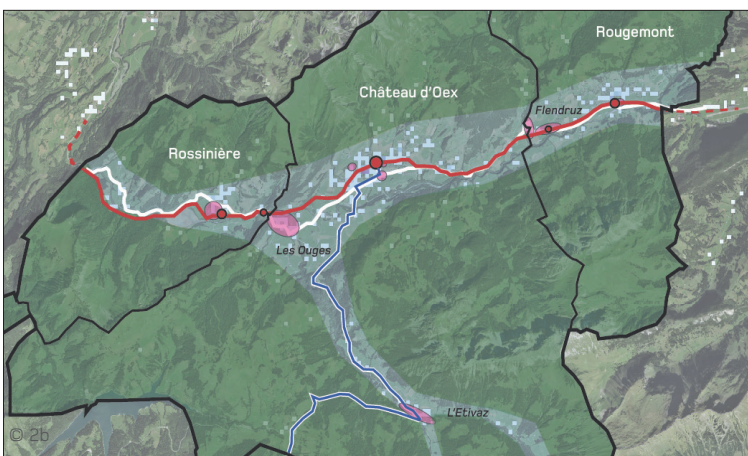 Rougemont
Château d'Oex
Flendruz
Rossinière
Les Ouges
L'Etivaz
© 2b